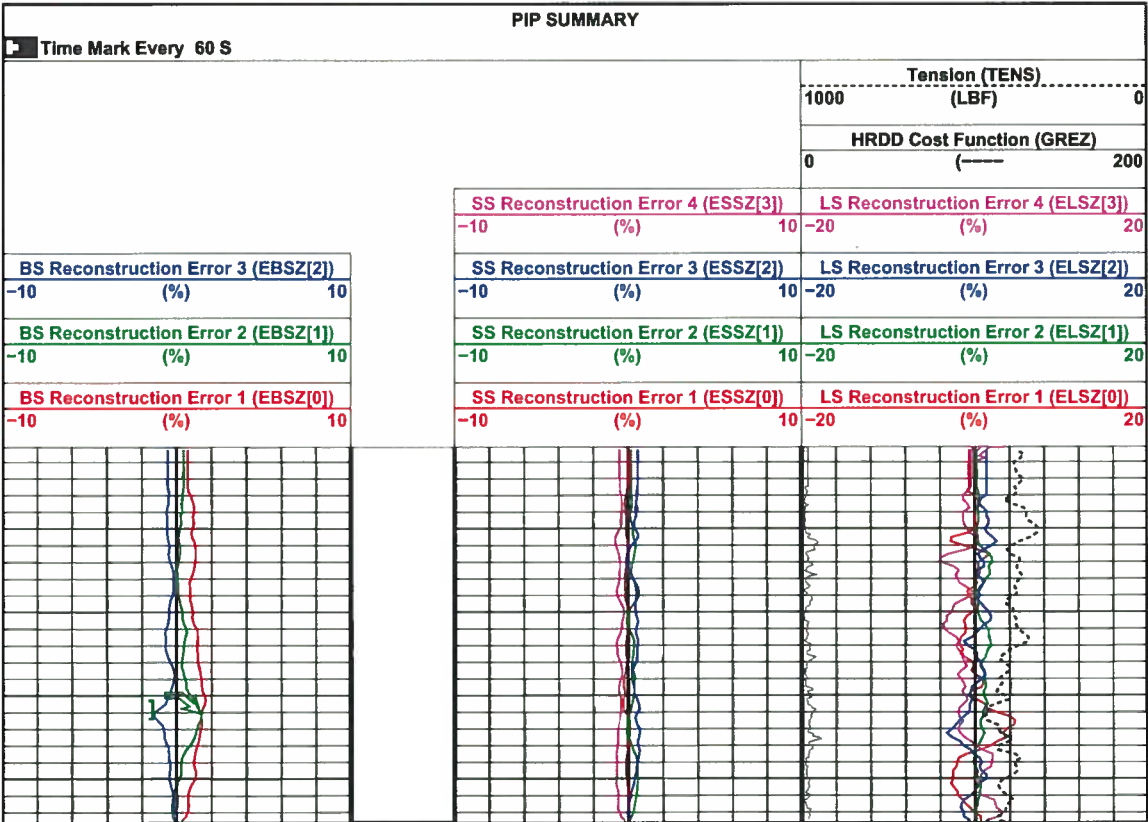 PIP SUMMARY
Time Mark Every 60 S
Tension (TENS)
1000 (LBF) 0
HRDD Cost Function (GREZ)
0 (---- 200
SS Reconstruction Error 4 (ESSZ[3]) LS Reconstruction Error 4 (ELSZ[3])
-10 (%) 10 -20 (%) 20
BS Reconstruction Error 3 (EBSZ[2]) SS Reconstruction Error 3 (ESSZ[2]) LS Reconstruction Error 3 (ELSZ[2])
-10 (%) 10 -10 (%) 10 -20 (%) 20
BS Reconstruction Error 2 (EBSZ[1]) SS Reconstruction Error 2 (ESSZ[1]) LS Reconstruction Error 2 (ELSZ[1])
-10 (%) 10 -10 (%) 10 -20 (%) 20
BS Reconstruction Error 1 (EBSZ[0]) SS Reconstruction Error 1 (ESSZ[0]) LS Reconstruction Error 1 (ELSZ[0])
-10 (%) 10 -10 (%) 10 -20 (%) 20